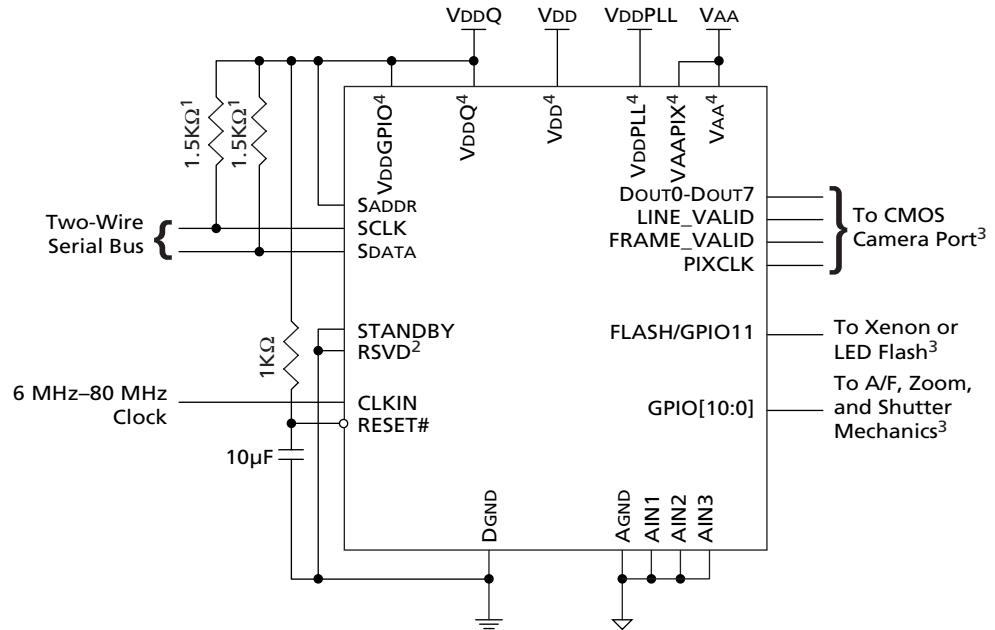 VDDQ
VDD
VDDPLL
VAA
1.5KΩ¹
1.5KΩ¹
VDDGPIO⁴
VDDQ⁴
VDD⁴
VDDPLL⁴
VAAPIX⁴
VAA⁴
Two-Wire
Serial Bus
{
SADDR
SCLK
SDATA
DOUT0-DOUT7
LINE_VALID
FRAME_VALID
PIXCLK
}
To CMOS
Camera Port³
1KΩ
STANDBY
RSVD²
FLASH/GPIO11
To Xenon or
LED Flash³
6 MHz–80 MHz
Clock
CLKIN
RESET#
GPIO[10:0]
To A/F, Zoom,
and Shutter
Mechanics³
10µF
DGND
AGND
AIN1
AIN2
AIN3